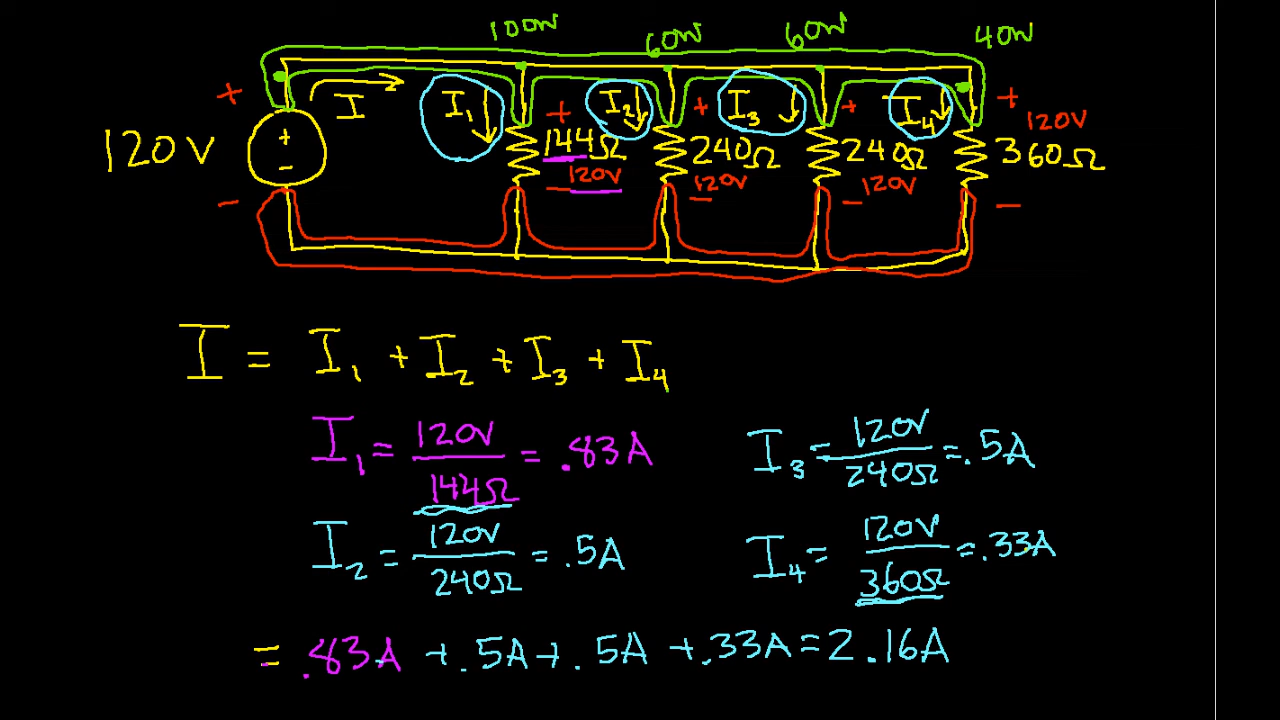 100W 60W 60W 40W
+ I I₁ + I₂ + I₃ + I₄ +
120V + - 144Ω 240Ω 240Ω 120V 360Ω
- - 120V - 120V - 120V -
I = I₁ + I₂ + I₃ + I₄
I₁ = 120V/144Ω = .83A I₃ = 120V/240Ω = .5A
I₂ = 120V/240Ω = .5A I₄ = 120V/360Ω = .33A
= .83A + .5A + .5A + .33A = 2.16A